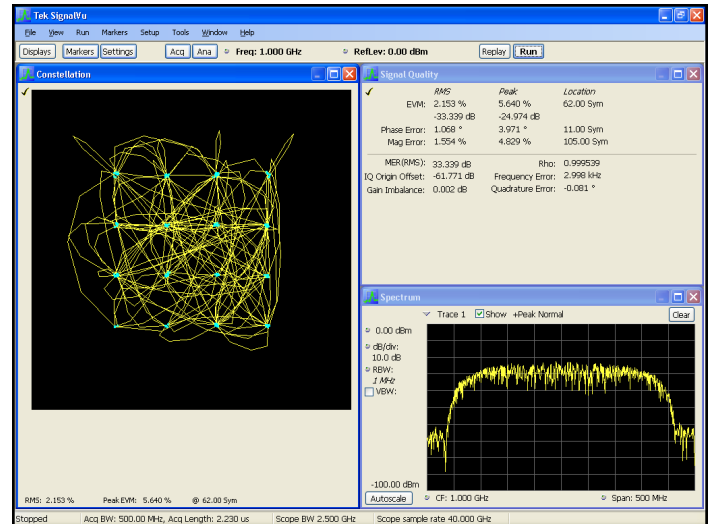 Tek SignalVu
File View Run Markers Setup Tools Window Help
Displays Markers Settings Acq Ana Freq: 1.000 GHz RefLev: 0.00 dBm Replay Run
Constellation
RMS: 2.153 % Peak EVM: 5.640 % @ 62.00 Sym
Signal Quality
RMS Peak Location
EVM: 2.153 % 5.640 % 62.00 Sym
-33.339 dB -24.974 dB
Phase Error: 1.068 ° 3.971 ° 11.00 Sym
Mag Error: 1.554 % 4.829 % 105.00 Sym
MER(RMS): 33.339 dB Rho: 0.999539
IQ Origin Offset: -61.771 dB Frequency Error: 2.998 kHz
Gain Imbalance: 0.002 dB Quadrature Error: -0.081 °
Spectrum
Trace 1 Show +Peak Normal Clear
0.00 dBm
dB/div:
10.0 dB
RBW:
1 MHz
VBW:
-100.00 dBm
Autoscale CF: 1.000 GHz Span: 500 MHz
Stopped Acq BW: 500.00 MHz, Acq Length: 2.230 us Scope BW 2.500 GHz Scope sample rate 40.000 GHz